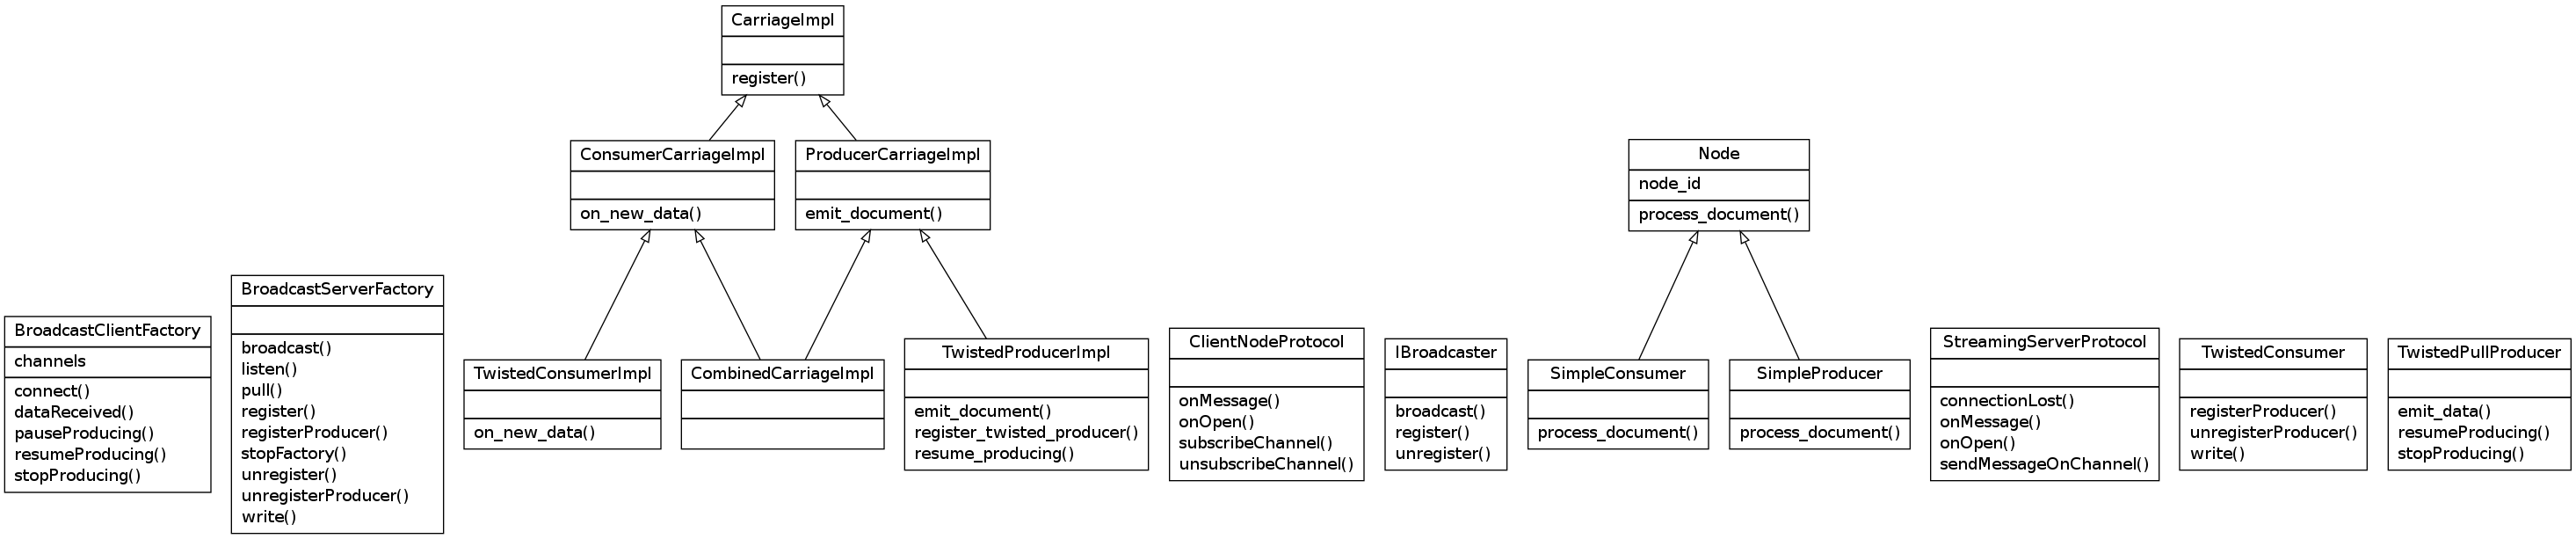 CarriageImpl
register()
ConsumerCarriageImpl
on_new_data()
ProducerCarriageImpl
emit_document()
Node
node_id
process_document()
BroadcastClientFactory
channels
connect()
dataReceived()
pauseProducing()
resumeProducing()
stopProducing()
BroadcastServerFactory
broadcast()
listen()
pull()
register()
registerProducer()
stopFactory()
unregister()
unregisterProducer()
write()
TwistedConsumerImpl
on_new_data()
CombinedCarriageImpl
TwistedProducerImpl
emit_document()
register_twisted_producer()
resume_producing()
ClientNodeProtocol
onMessage()
onOpen()
subscribeChannel()
unsubscribeChannel()
IBroadcaster
broadcast()
register()
unregister()
SimpleConsumer
process_document()
SimpleProducer
process_document()
StreamingServerProtocol
connectionLost()
onMessage()
onOpen()
sendMessageOnChannel()
TwistedConsumer
registerProducer()
unregisterProducer()
write()
TwistedPullProducer
emit_data()
resumeProducing()
stopProducing()